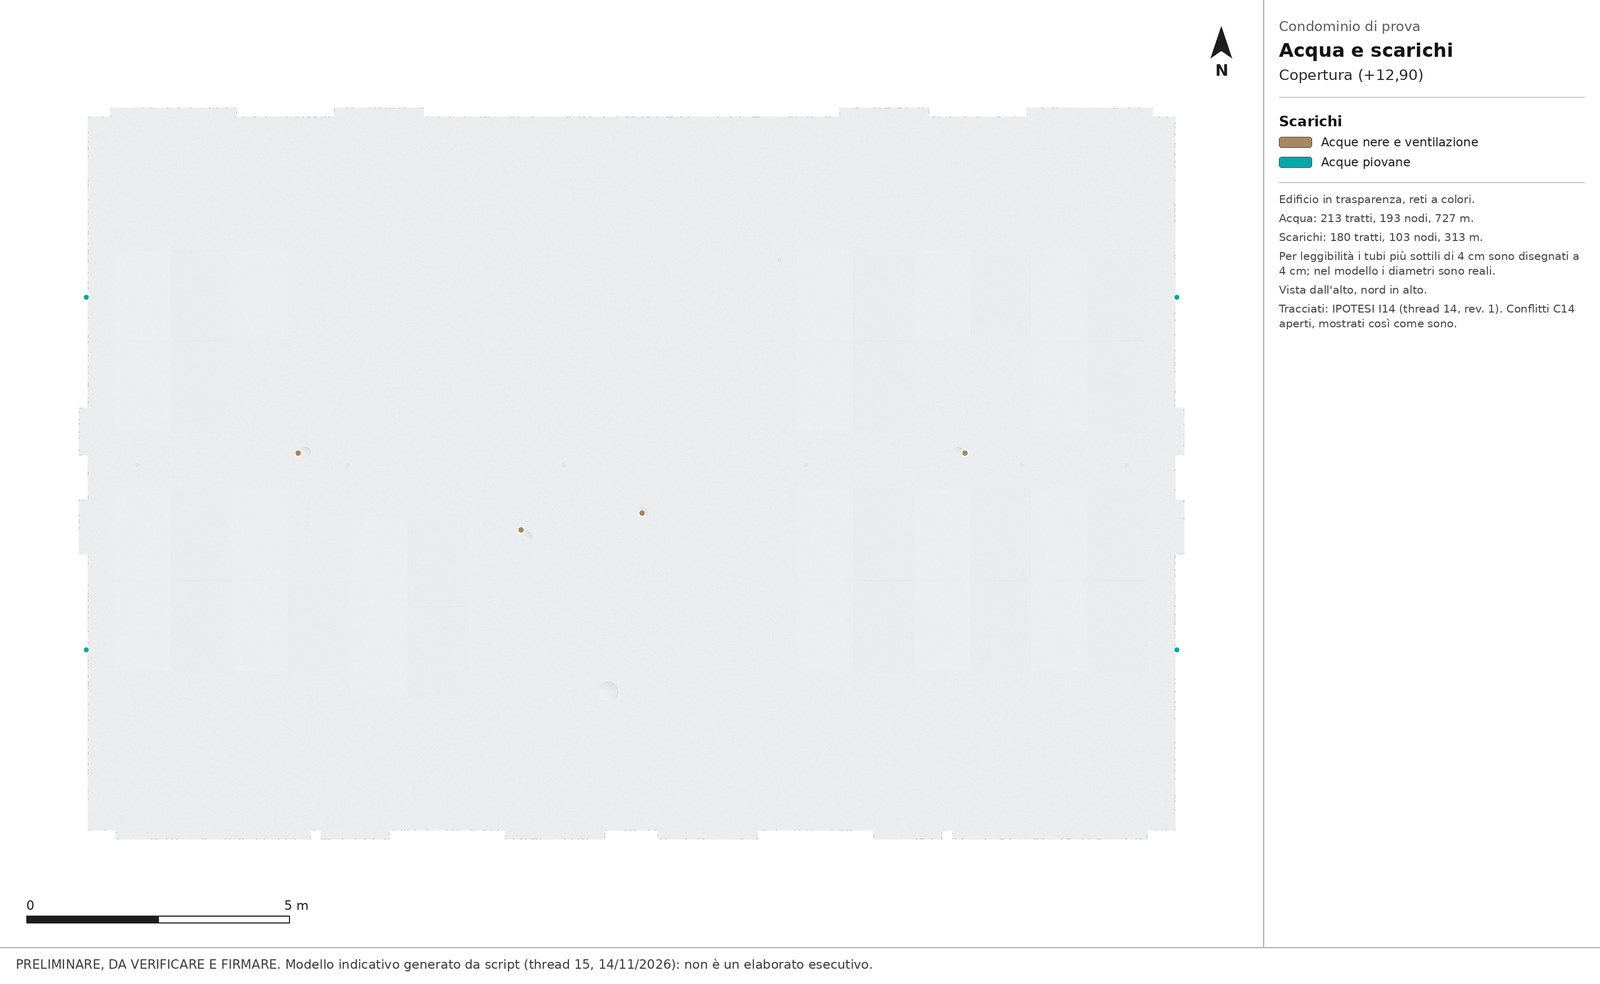 N
Condominio di prova
Acqua e scarichi
Copertura (+12,90)
Scarichi
Acque nere e ventilazione
Acque piovane
Edificio in trasparenza, reti a colori.
Acqua: 213 tratti, 193 nodi, 727 m.
Scarichi: 180 tratti, 103 nodi, 313 m.
Per leggibilità i tubi più sottili di 4 cm sono disegnati a
4 cm; nel modello i diametri sono reali.
Vista dall'alto, nord in alto.
Tracciati: IPOTESI I14 (thread 14, rev. 1). Conflitti C14
aperti, mostrati così come sono.
0 5 m
PRELIMINARE, DA VERIFICARE E FIRMARE. Modello indicativo generato da script (thread 15, 14/11/2026): non è un elaborato esecutivo.